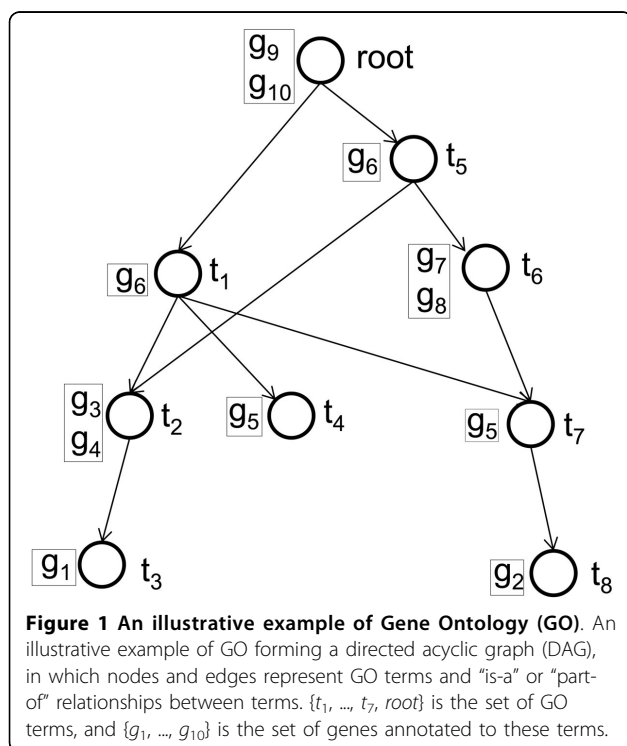 g₉ root
g₁₀
g₆ t₅
g₆ t₁
g₇ t₆
g₈
g₃ t₂
g₄
g₅ t₄
g₅ t₇
g₁ t₃
g₂ t₈
Figure 1 An illustrative example of Gene Ontology (GO). An
illustrative example of GO forming a directed acyclic graph (DAG),
in which nodes and edges represent GO terms and “is-a” or “part-
of” relationships between terms. {t₁, ..., t₇, root} is the set of GO
terms, and {g₁, ..., g₁₀} is the set of genes annotated to these terms.